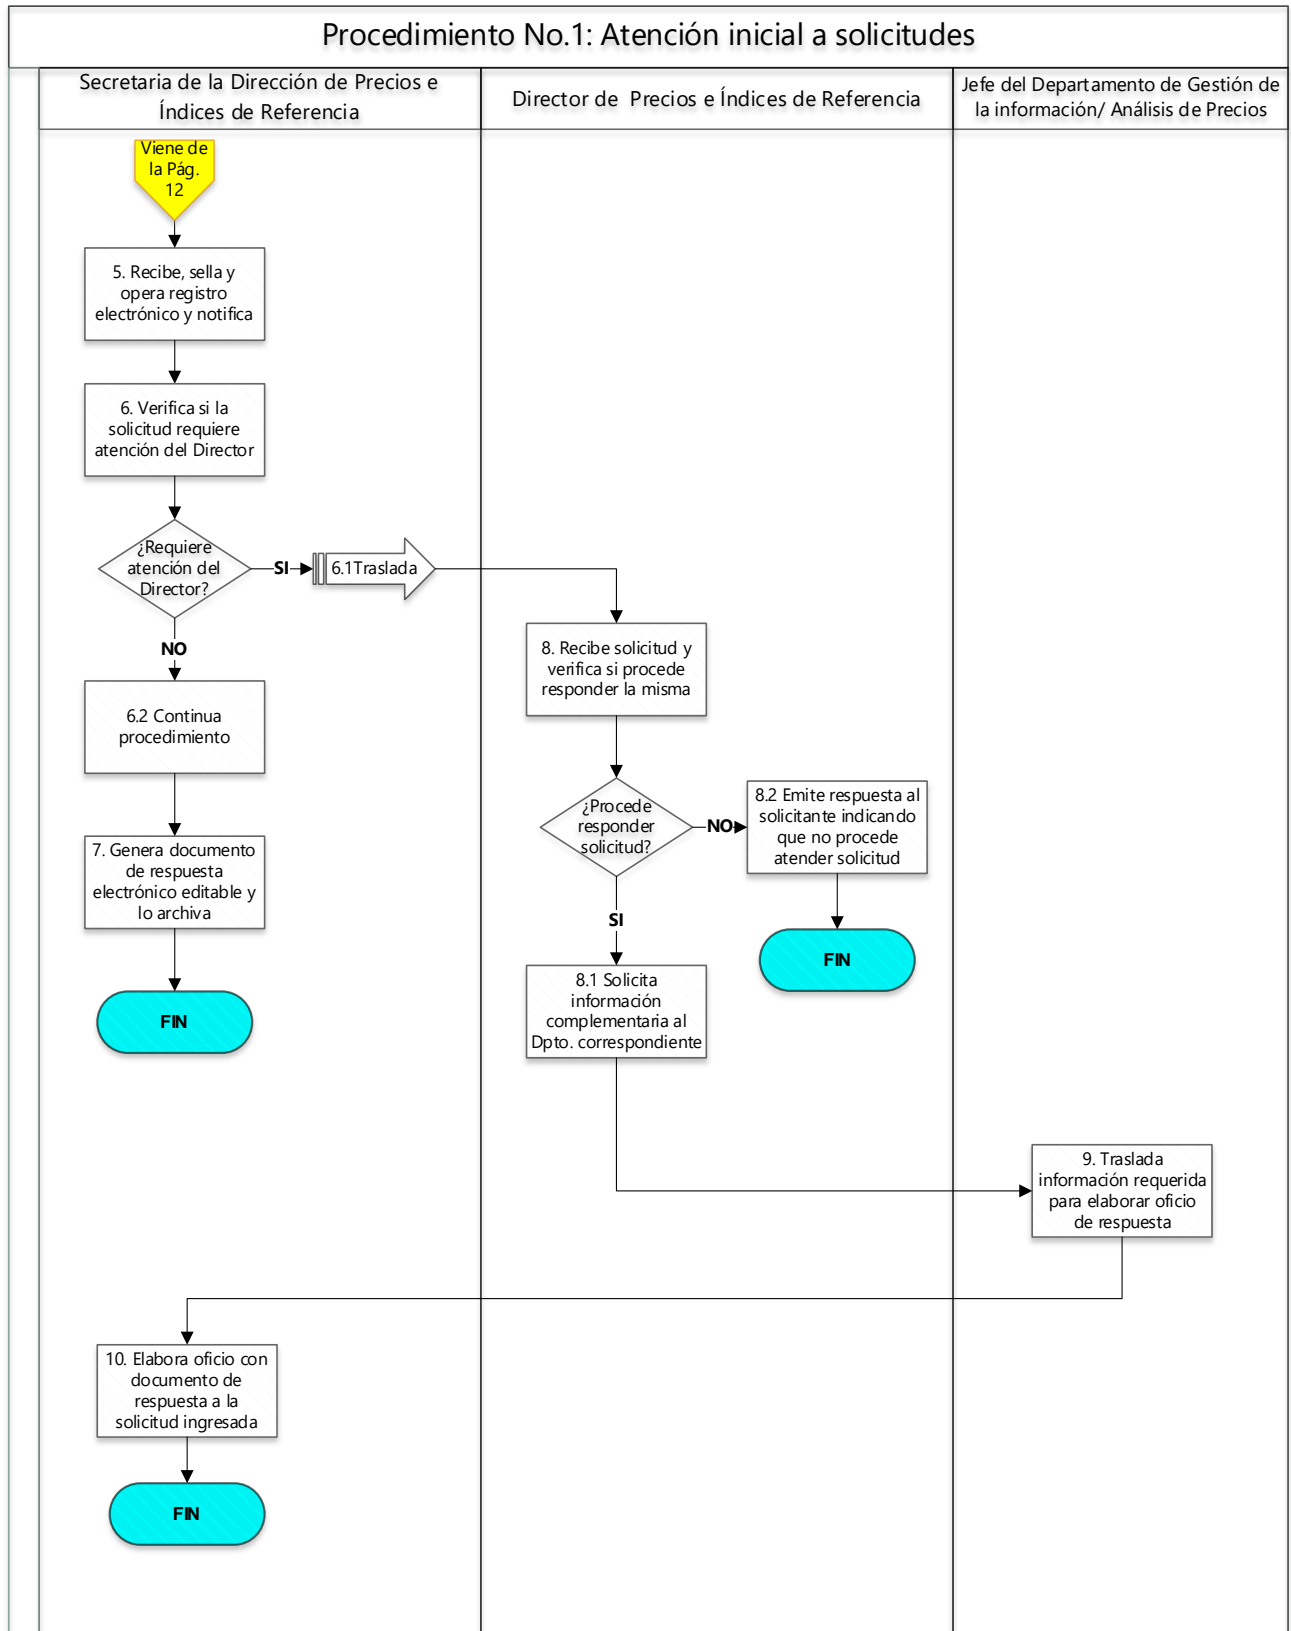 Procedimiento No.1: Atención inicial a solicitudes
Secretaria de la Dirección de Precios e
Índices de Referencia
Director de Precios e Índices de Referencia
Jefe del Departamento de Gestión de
la información/ Análisis de Precios
Viene de
la Pág.
12
5. Recibe, sella y
opera registro
electrónico y notifica
6. Verifica si la
solicitud requiere
atención del Director
¿Requiere
atención del
Director?
SI
6.1Traslada
NO
6.2 Continua
procedimiento
7. Genera documento
de respuesta
electrónico editable y
lo archiva
FIN
8. Recibe solicitud y
verifica si procede
responder la misma
¿Procede
responder
solicitud?
NO
8.2 Emite respuesta al
solicitante indicando
que no procede
atender solicitud
FIN
SI
8.1 Solicita
información
complementaria al
Dpto. correspondiente
9. Traslada
información requerida
para elaborar oficio
de respuesta
10. Elabora oficio con
documento de
respuesta a la
solicitud ingresada
FIN